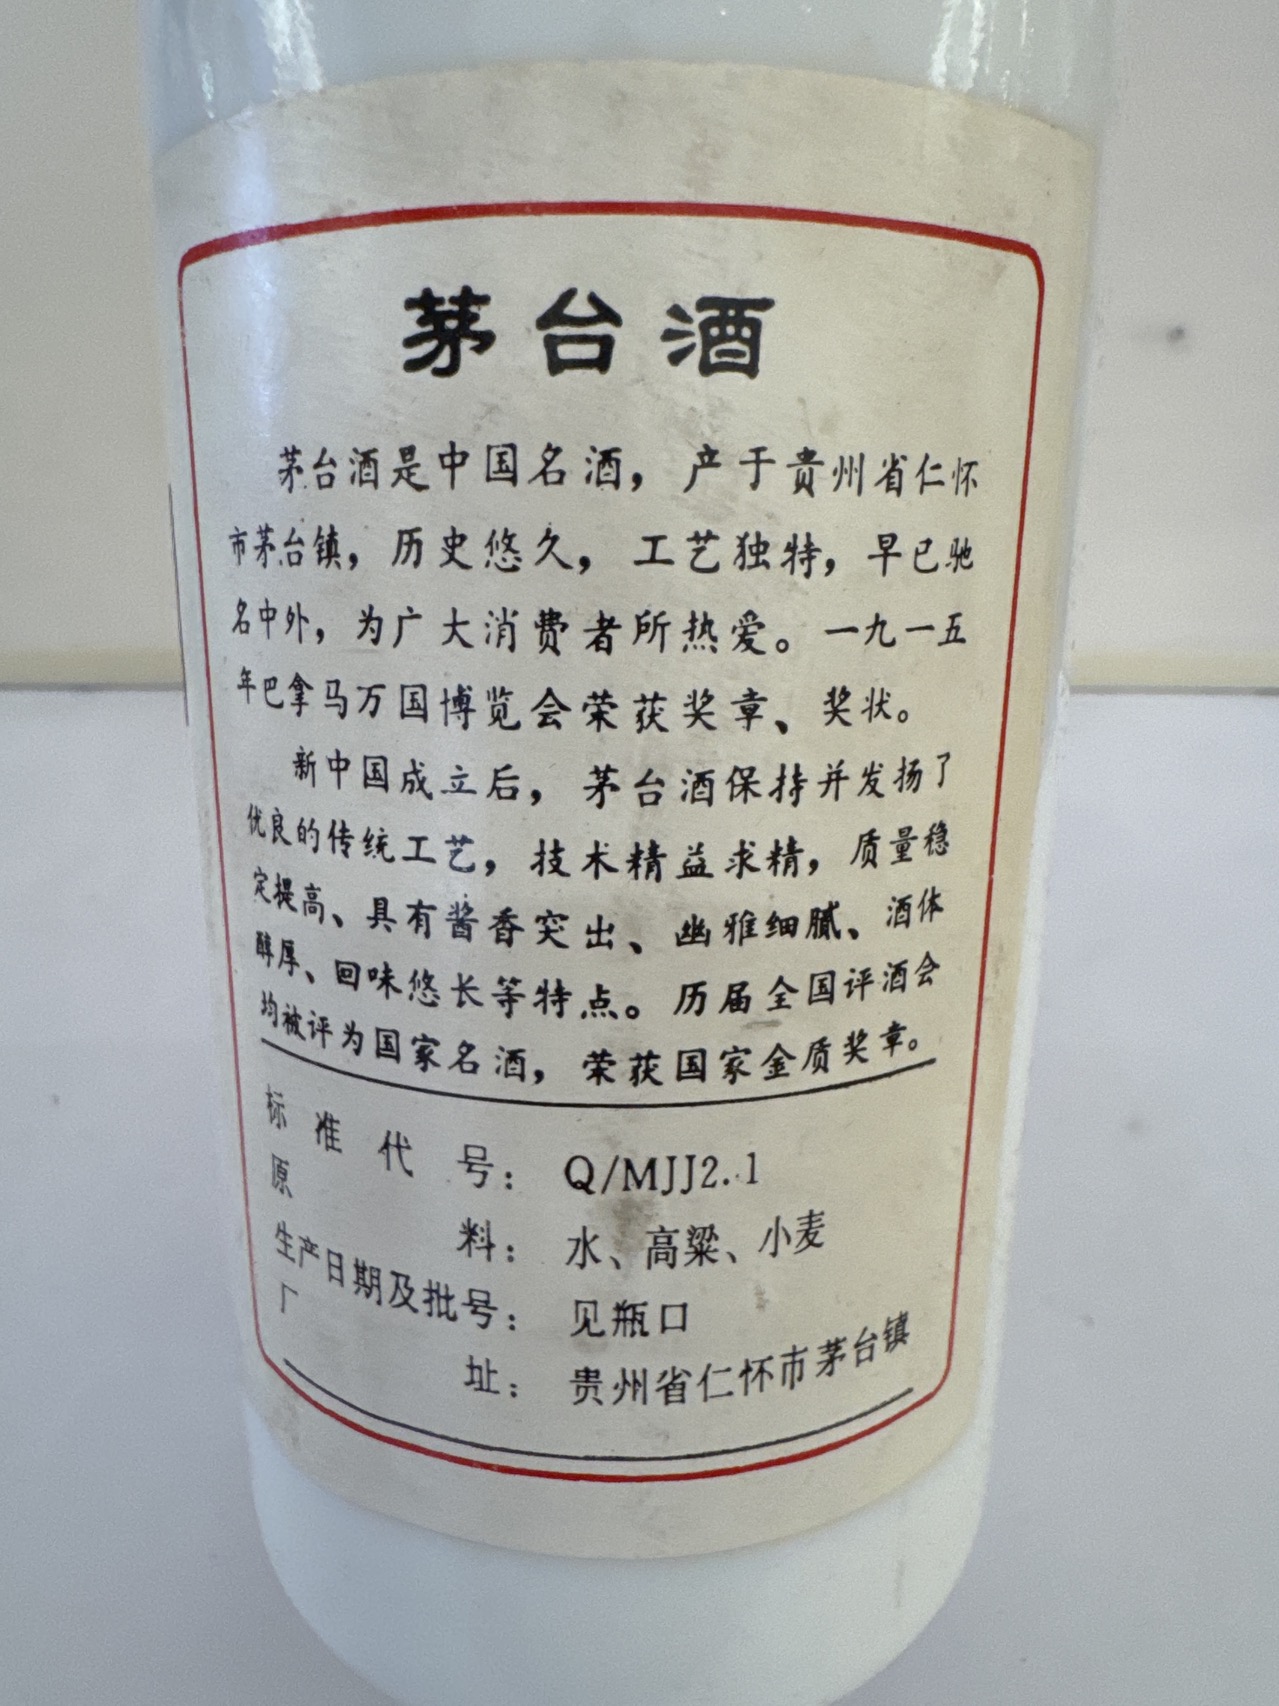 茅台酒
茅台酒是中国名酒，产于贵州省仁怀
市茅台镇，历史悠久，工艺独特，早已驰
名中外，为广大消费者所热爱。一九一五
年巴拿马万国博览会荣获奖章、奖状。
新中国成立后，茅台酒保持并发扬了
优良的传统工艺，技术精益求精，质量稳
定提高、具有酱香突出、幽雅细腻、酒体
醇厚、回味悠长等特点。历届全国评酒会
均被评为国家名酒，荣获国家金质奖章。
标准代号：Q/MJJ2.1
原料：水、高粱、小麦
生产日期及批号：见瓶口
厂址：贵州省仁怀市茅台镇